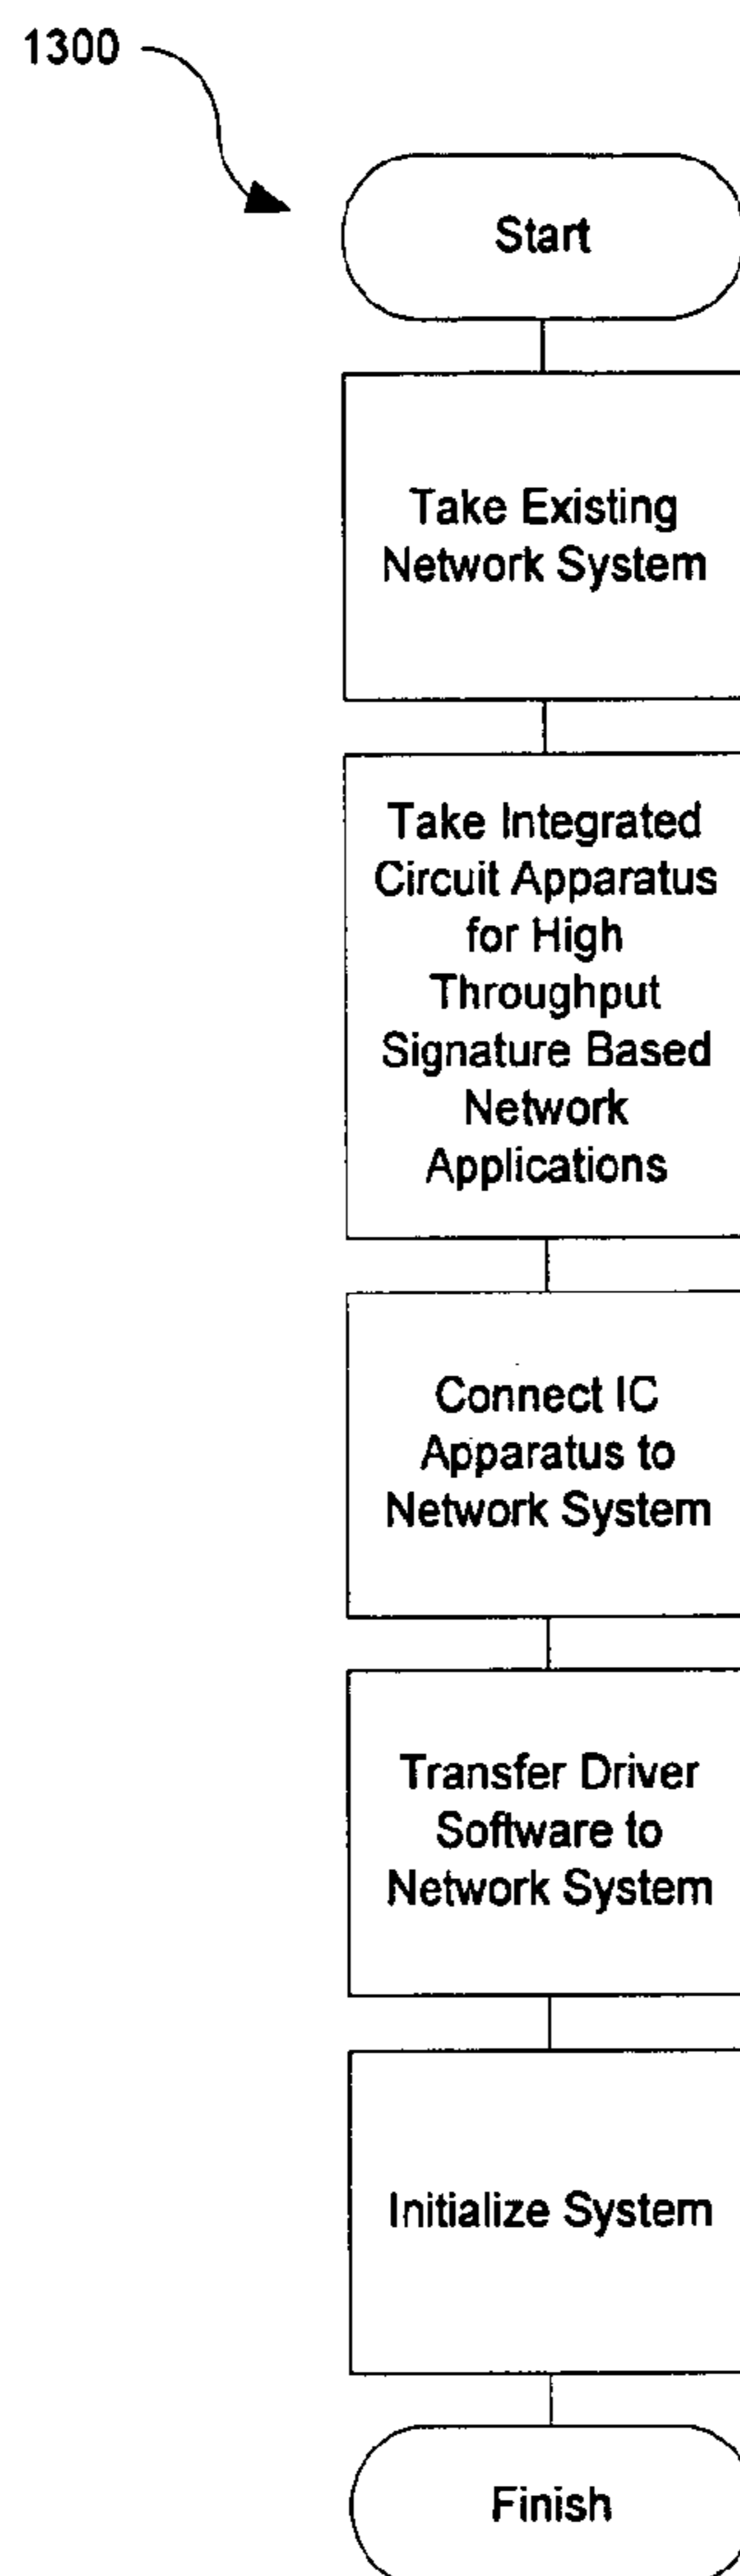 1300
Start
Take Existing
Network System
Take Integrated
Circuit Apparatus
for High
Throughput
Signature Based
Network
Applications
Connect IC
Apparatus to
Network System
Transfer Driver
Software to
Network System
Initialize System
Finish